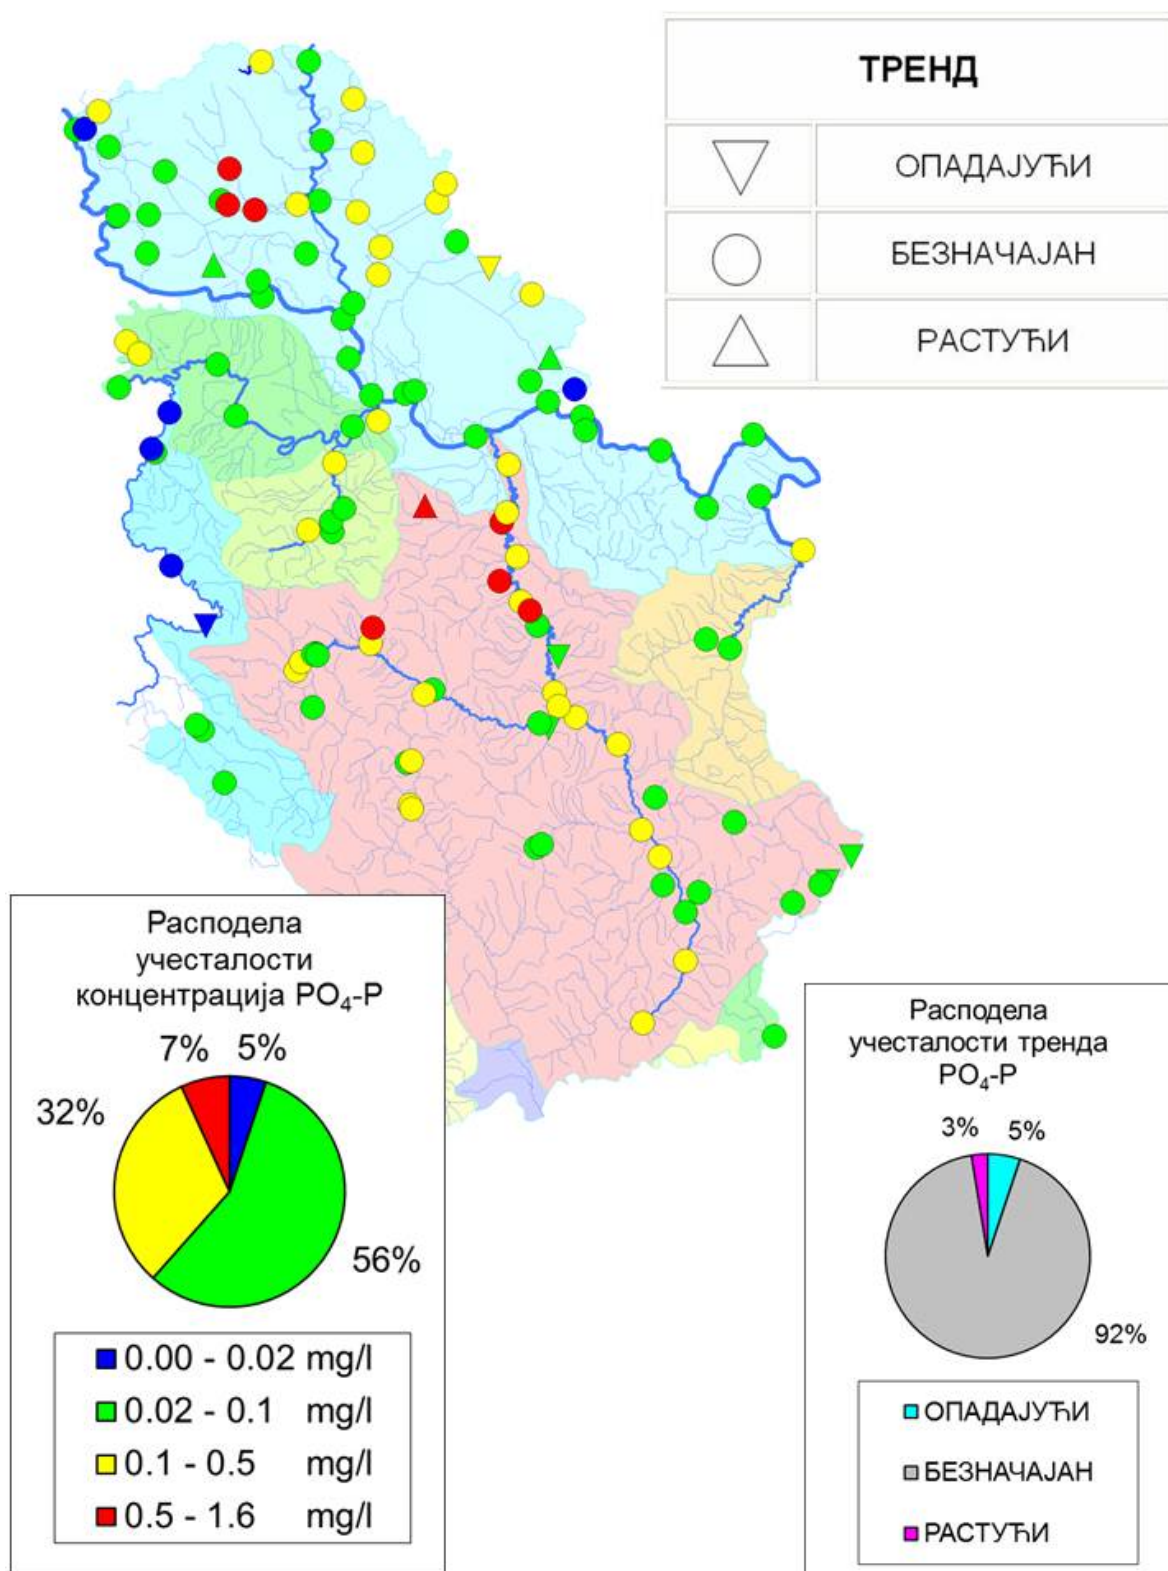 ТРЕНД
ОПАДАЈУЋИ
БЕЗНАЧАЈАН
РАСТУЋИ
Расподела
учесталости
концентрација PO₄-P
7%
5%
32%
56%
0.00 - 0.02 mg/l
0.02 - 0.1 mg/l
0.1 - 0.5 mg/l
0.5 - 1.6 mg/l
Расподела
учесталости тренда
PO₄-P
3%
5%
92%
ОПАДАЈУЋИ
БЕЗНАЧАЈАН
РАСТУЋИ